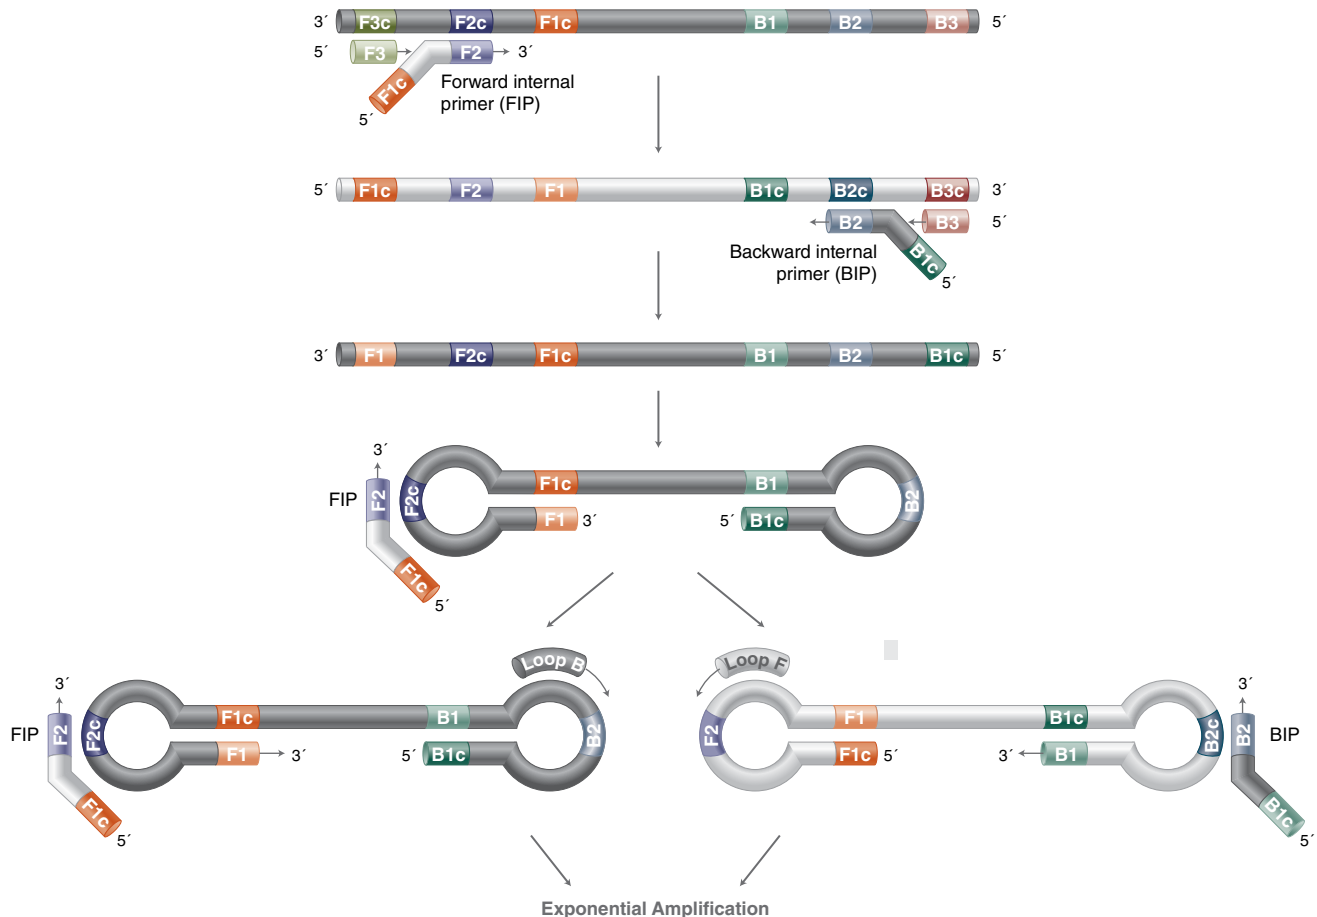 3´ F3c F2c F1c B1 B2 B3 5´
5´ F3 F2 3´
F1c
5´
Forward internal
primer (FIP)
5´ F1c F2 F1 B1c B2c B3c 3´
B2 B3 5´
B1c
5´
Backward internal
primer (BIP)
3´ F1 F2c F1c B1 B2 B1c 5´
3´
FIP F2 F2c F1c B1 B2
F1 3´ 5´ B1c
F1c
5´
Loop B Loop F
3´
FIP F2 F2c F1c B1 B2
F1 3´ 5´ B1c
F1c
5´
3´
F2 F1 B1c B2c B2 BIP
F1c 5´ 3´ B1
B1c
5´
Exponential Amplification